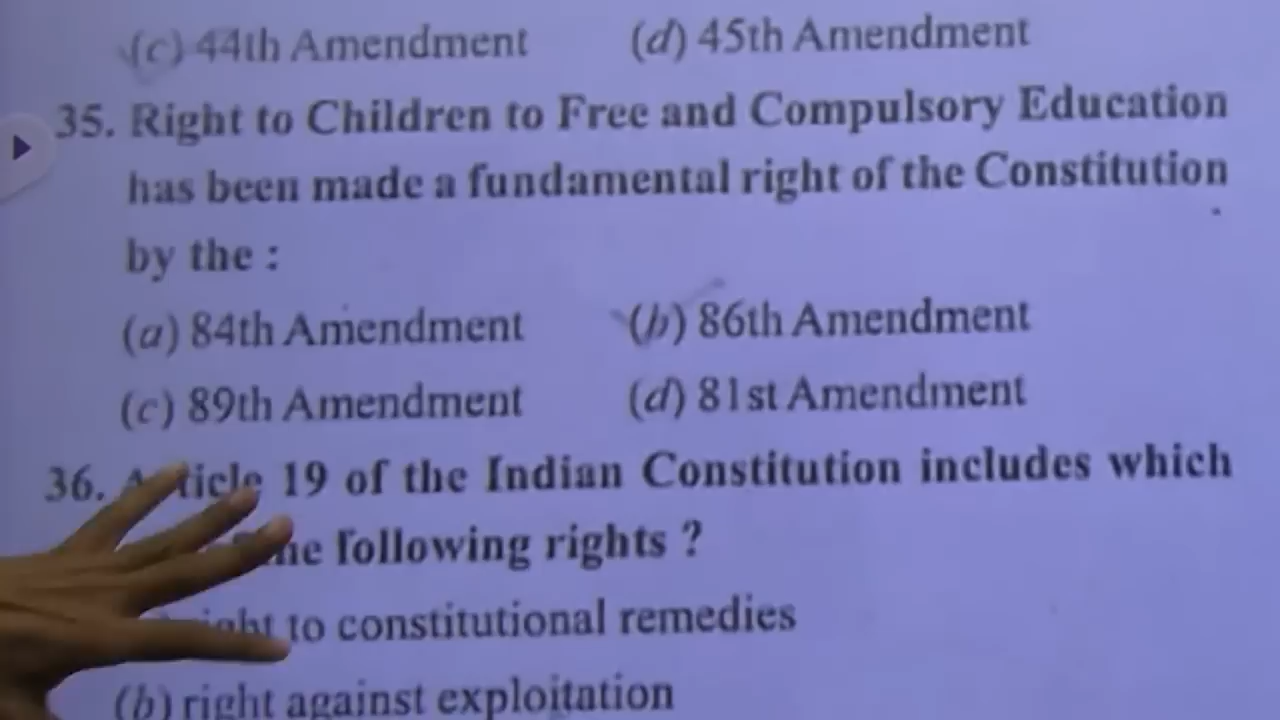 (c) 44th Amendment (d) 45th Amendment
35. Right to Children to Free and Compulsory Education
has been made a fundamental right of the Constitution
by the :
(a) 84th Amendment (b) 86th Amendment
(c) 89th Amendment (d) 81st Amendment
36. Article 19 of the Indian Constitution includes which
following rights ?
right to constitutional remedies
(b) right against exploitation